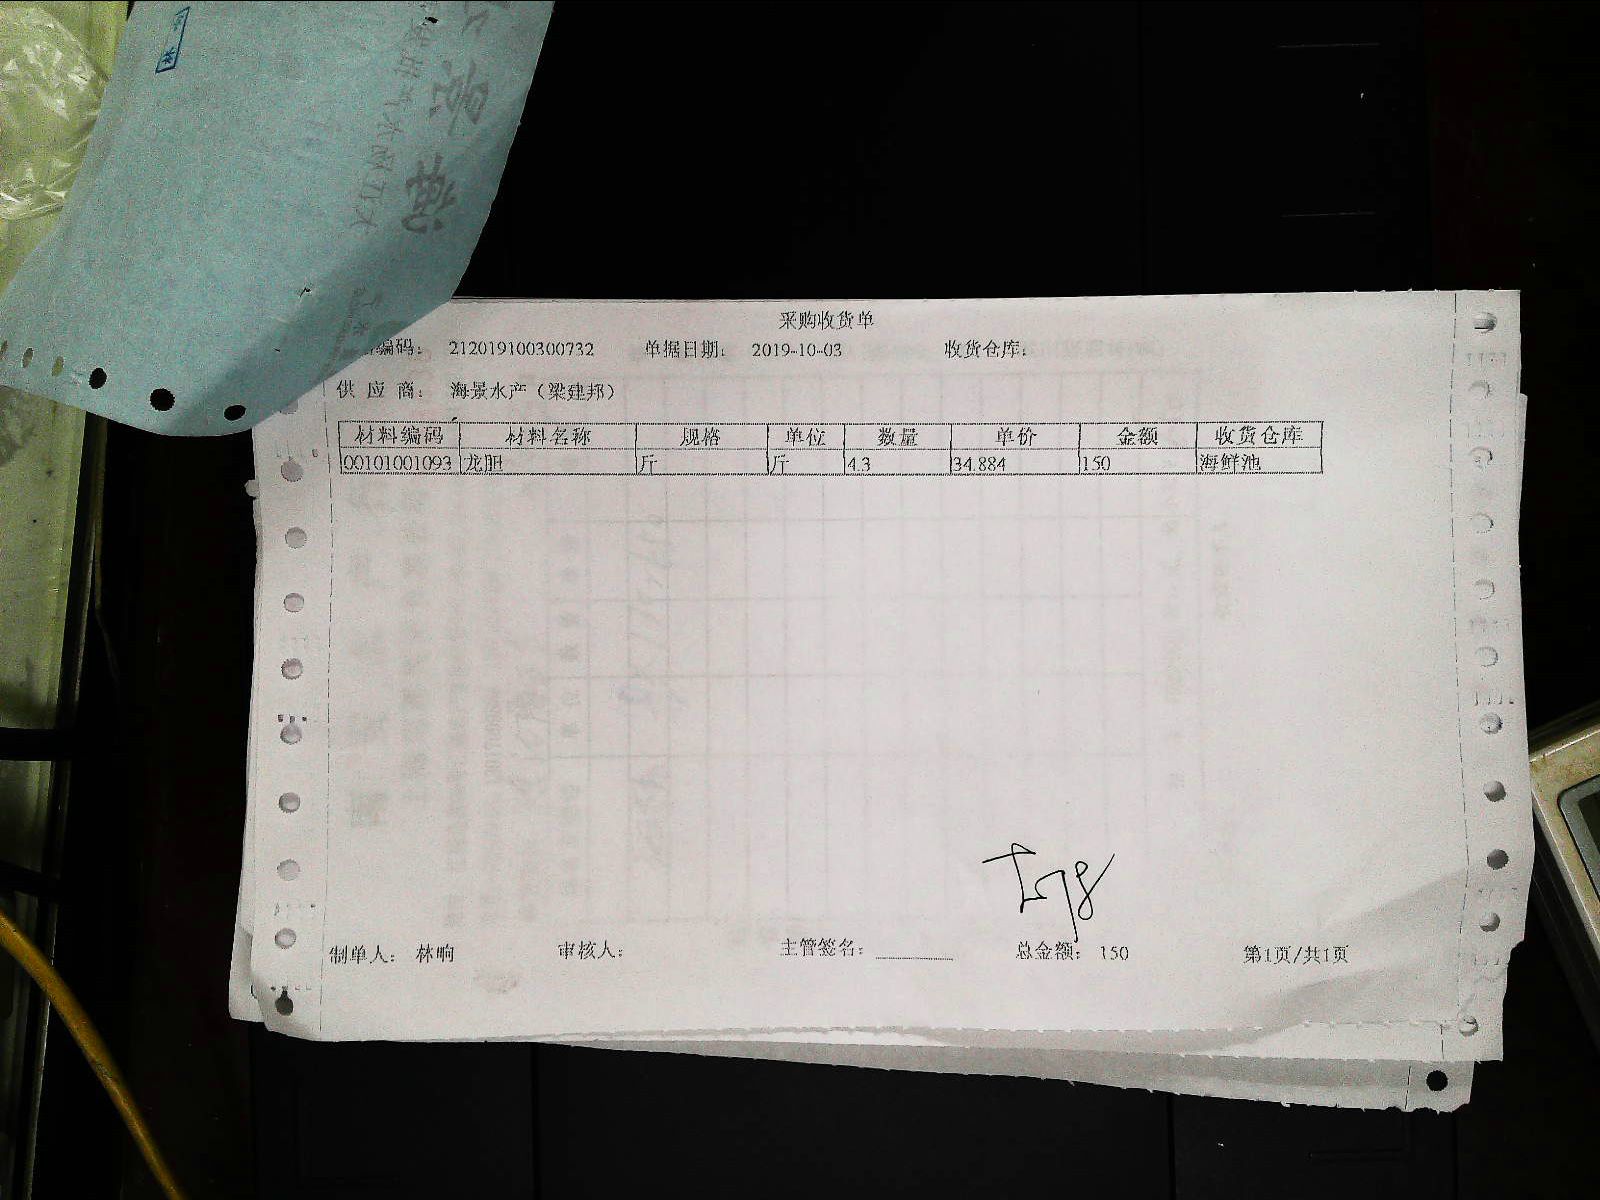 采购收货单
编码： 212019100300732 单据日期： 2019-10-03 收货仓库：
供 应 商： 海景水产（梁建邦）
材料编码 材料名称 规格 单位 数量 单价 金额 收货仓库
00101001093 龙胆 斤 斤 4.3 34.884 150 海鲜池
制单人： 林响 审核人： 主管签名： 总金额： 150 第1页/共1页